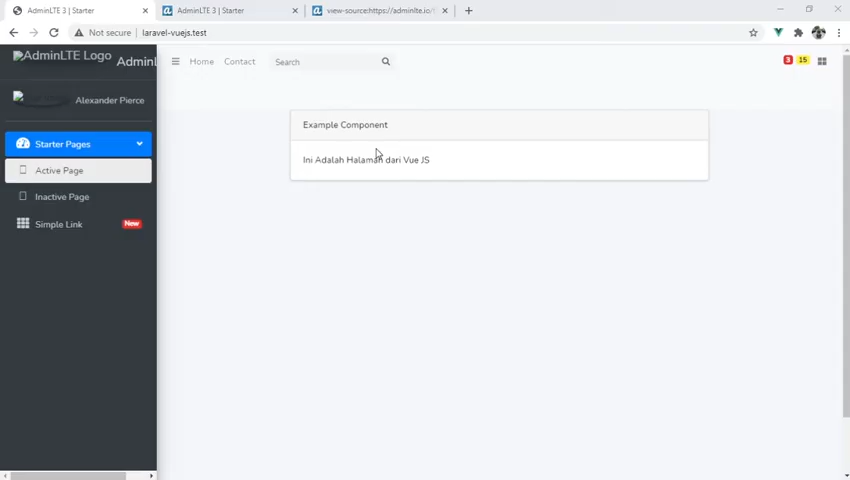 AdminLTE 3 | Starter
AdminLTE 3 | Starter
view-source:https://adminlte.io/t
Not secure | laravel-vuejs.test
AdminLTE Logo AdminL
Home Contact Search 3 15
Alexander Pierce
Starter Pages
Active Page
Inactive Page
Simple Link New
Example Component
Ini Adalah Halaman dari Vue JS